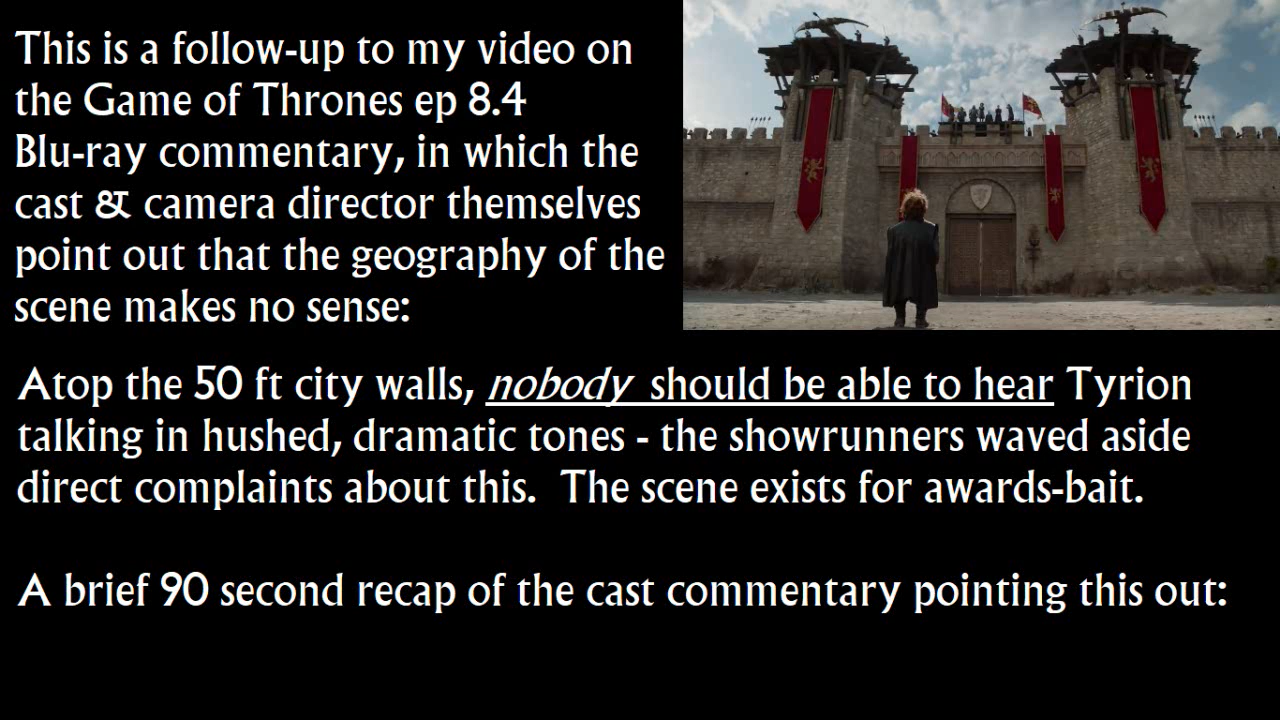 This is a follow-up to my video on
the Game of Thrones ep 8.4
Blu-ray commentary, in which the
cast & camera director themselves
point out that the geography of the
scene makes no sense:
Atop the 50 ft city walls, nobody should be able to hear Tyrion
talking in hushed, dramatic tones - the showrunners waved aside
direct complaints about this. The scene exists for awards-bait.
A brief 90 second recap of the cast commentary pointing this out: